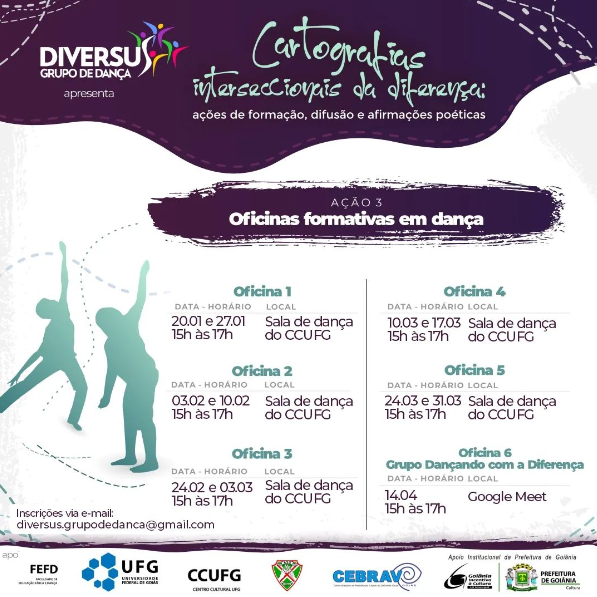 DIVERSUS
GRUPO DE DANÇA
apresenta
Cartografias
interseccionais da diferença:
ações de formação, difusão e afirmações poéticas
AÇÃO 3
Oficinas formativas em dança
Oficina 1
DATA - HORÁRIO LOCAL
20.01 e 27.01 Sala de dança
15h às 17h do CCUFG
Oficina 2
DATA - HORÁRIO LOCAL
03.02 e 10.02 Sala de dança
15h às 17h do CCUFG
Oficina 3
DATA - HORÁRIO LOCAL
24.02 e 03.03 Sala de dança
15h às 17h do CCUFG
Oficina 4
DATA - HORÁRIO LOCAL
10.03 e 17.03 Sala de dança
15h às 17h do CCUFG
Oficina 5
DATA - HORÁRIO LOCAL
24.03 e 31.03 Sala de dança
15h às 17h do CCUFG
Oficina 6
Grupo Dançando com a Diferença
DATA - HORÁRIO LOCAL
14.04 Google Meet
15h às 17h
Inscrições via e-mail:
diversus.grupodedanca@gmail.com
apo
Apoio Institucional da Prefeitura de Goiânia
FEFD
UFG
UNIVERSIDADE
FEDERAL DE GOIÁS
CCUFG
CENTRO CULTURAL UFG
CEBRAV
Goiânia
Cultura
PREFEITURA
DE GOIÂNIA